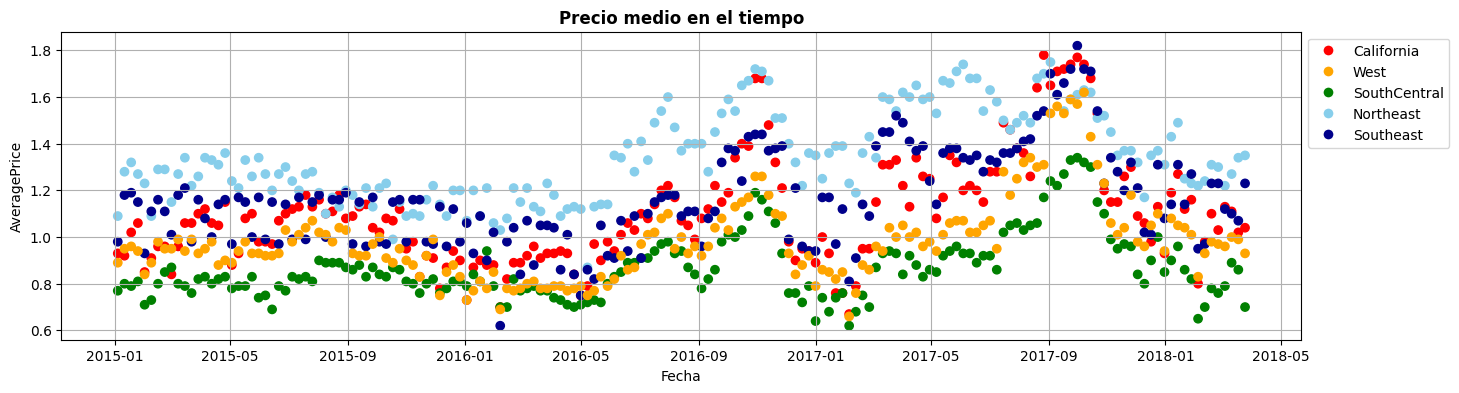 Precio medio en el tiempo
AveragePrice
1.8
1.6
1.4
1.2
1.0
0.8
0.6
2015-01 2015-05 2015-09 2016-01 2016-05 2016-09 2017-01 2017-05 2017-09 2018-01 2018-05
Fecha
California
West
SouthCentral
Northeast
Southeast